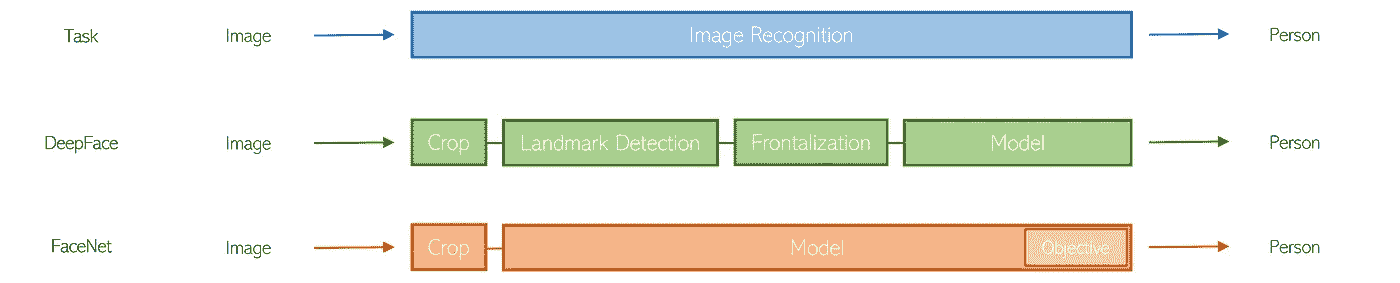 Task Image Image Recognition Person
DeepFace Image Crop Landmark Detection Frontalization Model Person
FaceNet Image Crop Model Objective Person